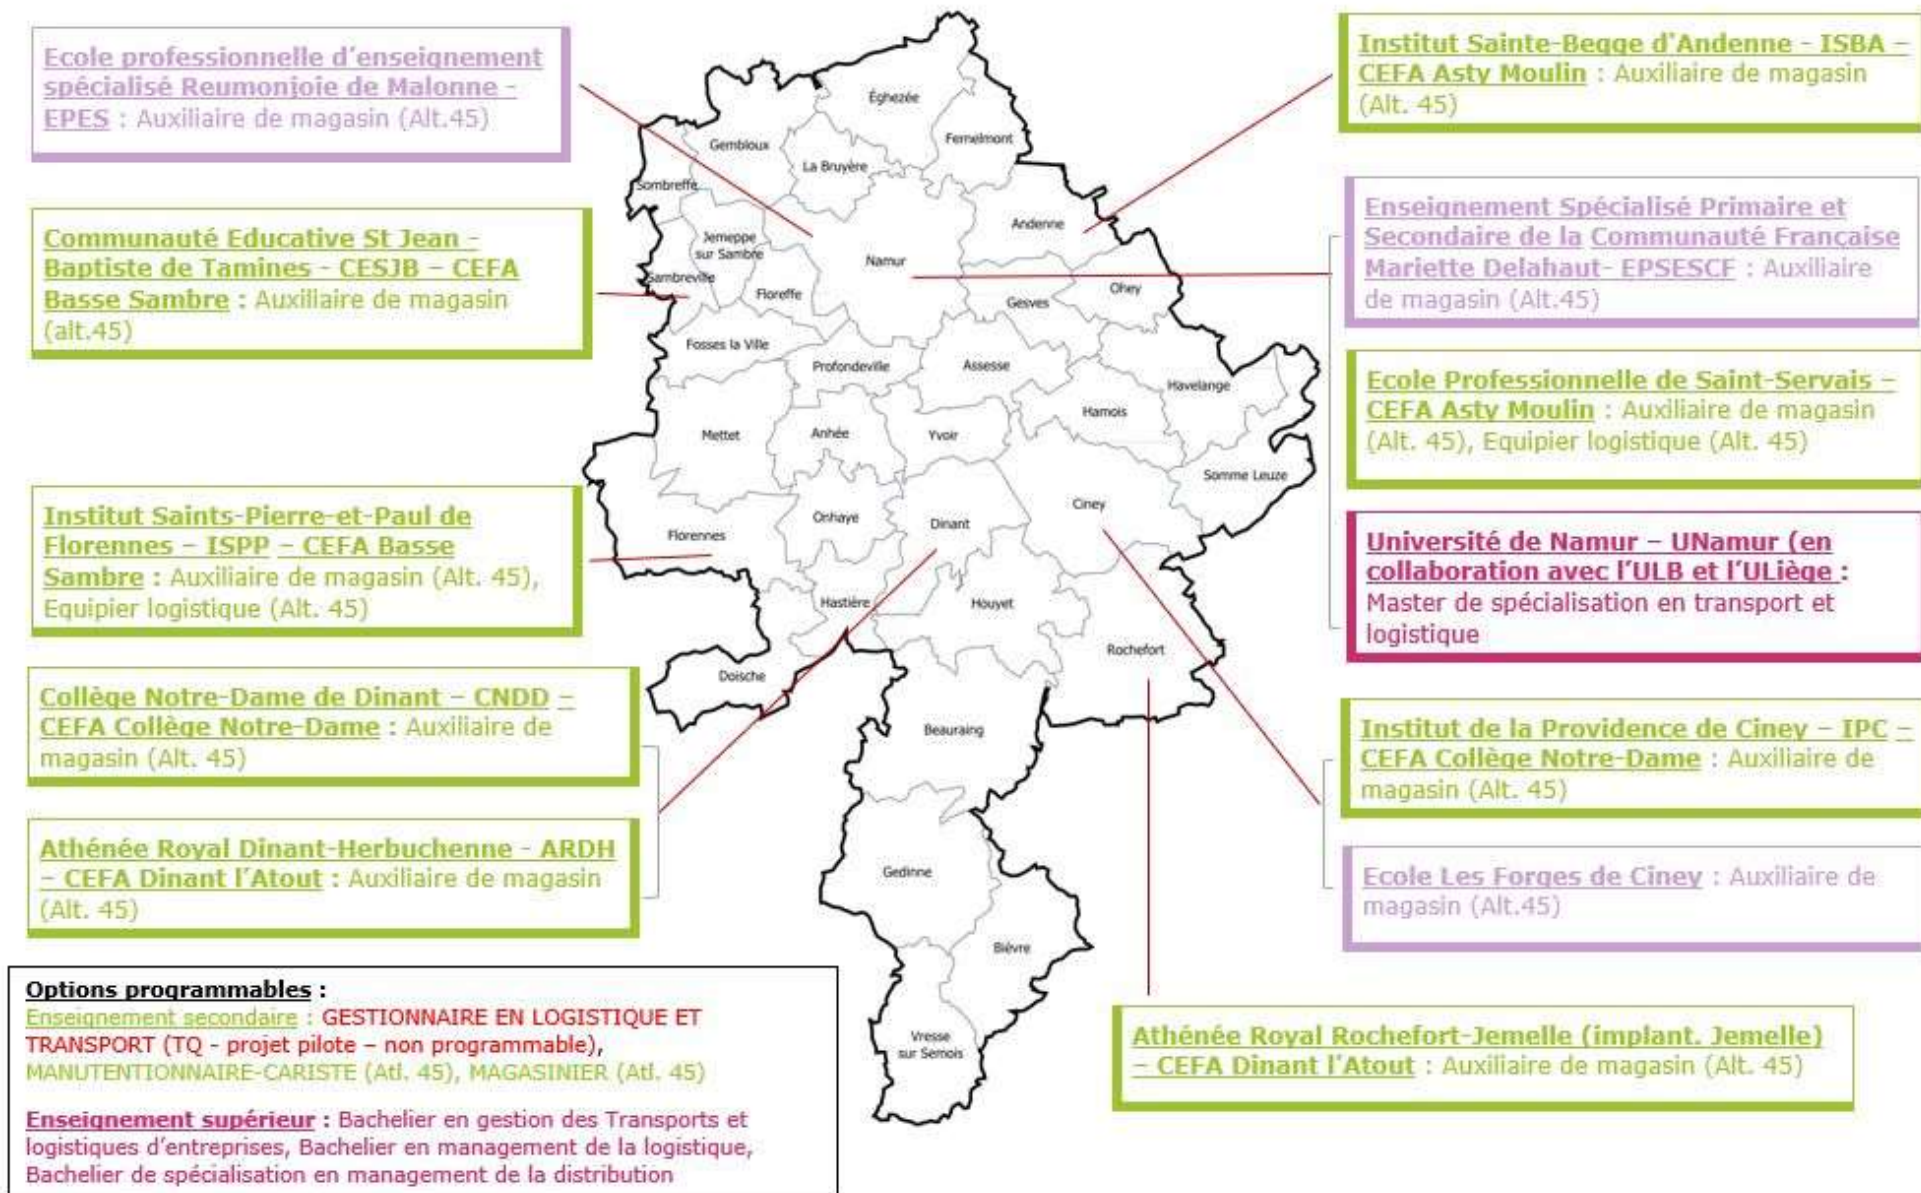 Ecole professionnelle d'enseignement
spécialisé Reumonjoie de Malonne -
EPES : Auxiliaire de magasin (Alt.45)
Communauté Educative St Jean -
Baptiste de Tamines - CESJB – CEFA
Basse Sambre : Auxiliaire de magasin
(alt.45)
Institut Saints-Pierre-et-Paul de
Florennes – ISPP – CEFA Basse
Sambre : Auxiliaire de magasin (Alt. 45),
Equipier logistique (Alt. 45)
Collège Notre-Dame de Dinant – CNDD –
CEFA Collège Notre-Dame : Auxiliaire de
magasin (Alt. 45)
Athénée Royal Dinant-Herbuchenne - ARDH
– CEFA Dinant l'Atout : Auxiliaire de magasin
(Alt. 45)
Éghezée
Gembloux
Fernelmont
La Bruyère
Sombreffe
Andenne
Jemeppe
sur Sambre
Namur
Sambreville
Floreffe
Gesves
Ohey
Fosses la Ville
Profondeville
Assesse
Havelange
Hamois
Mettet
Anhée
Yvoir
Somme Leuze
Ciney
Onhaye
Dinant
Florennes
Hastière
Houyet
Rochefort
Doische
Beauraing
Gedinne
Bièvre
Vresse
sur Semois
Institut Sainte-Begge d'Andenne - ISBA –
CEFA Asty Moulin : Auxiliaire de magasin
(Alt. 45)
Enseignement Spécialisé Primaire et
Secondaire de la Communauté Française
Mariette Delahaut- EPSESCF : Auxiliaire
de magasin (Alt.45)
Ecole Professionnelle de Saint-Servais –
CEFA Asty Moulin : Auxiliaire de magasin
(Alt. 45), Equipier logistique (Alt. 45)
Université de Namur – UNamur (en
collaboration avec l'ULB et l'ULiège :
Master de spécialisation en transport et
logistique
Institut de la Providence de Ciney – IPC –
CEFA Collège Notre-Dame : Auxiliaire de
magasin (Alt. 45)
Ecole Les Forges de Ciney : Auxiliaire de
magasin (Alt.45)
Athénée Royal Rochefort-Jemelle (implant. Jemelle)
– CEFA Dinant l'Atout : Auxiliaire de magasin (Alt. 45)
Options programmables :
Enseignement secondaire : GESTIONNAIRE EN LOGISTIQUE ET
TRANSPORT (TQ - projet pilote – non programmable),
MANUTENTIONNAIRE-CARISTE (Atl. 45), MAGASINIER (Atl. 45)
Enseignement supérieur : Bachelier en gestion des Transports et
logistiques d'entreprises, Bachelier en management de la logistique,
Bachelier de spécialisation en management de la distribution